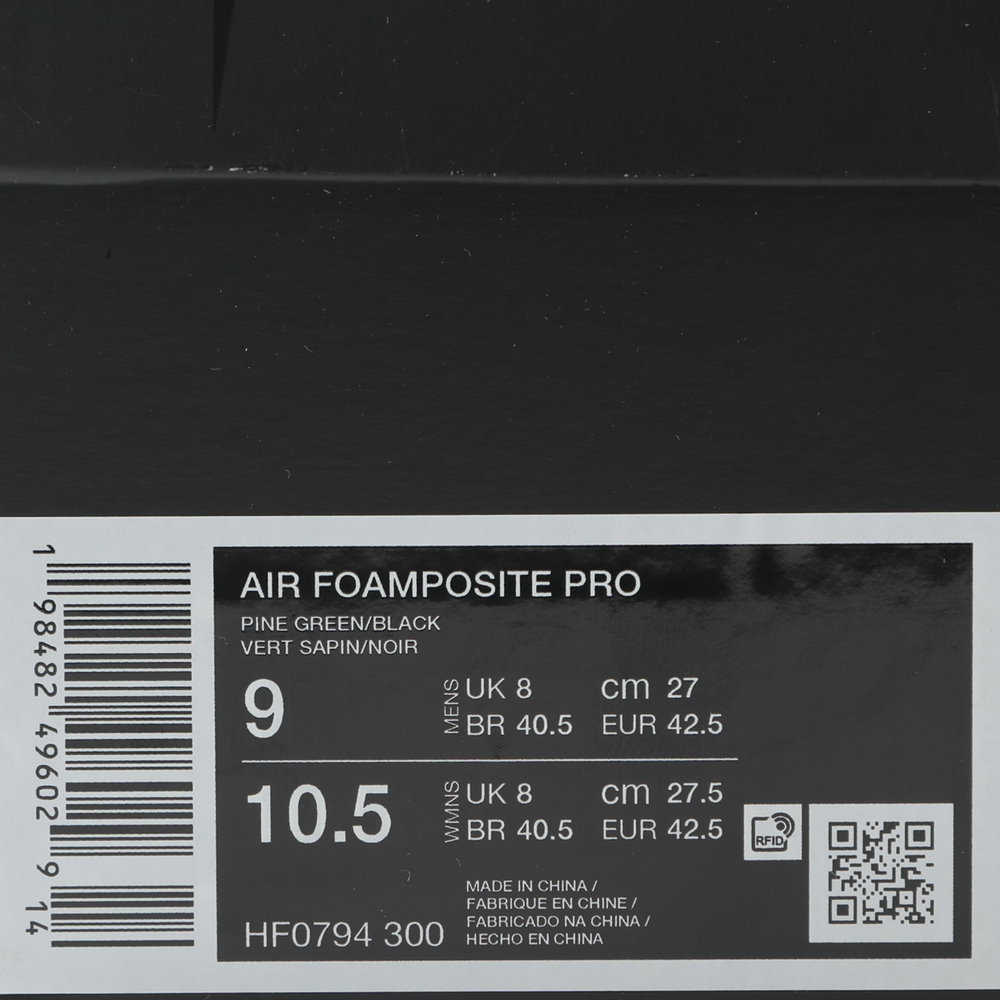 AIR FOAMPOSITE PRO
PINE GREEN/BLACK
VERT SAPIN/NOIR
9
MENS
UK 8 cm 27
BR 40.5 EUR 42.5
10.5
WMNS
UK 8 cm 27.5
BR 40.5 EUR 42.5
RFID
MADE IN CHINA /
FABRIQUE EN CHINE /
FABRICADO NA CHINA /
HECHO EN CHINA
HF0794 300
1 98482 49602 9 14